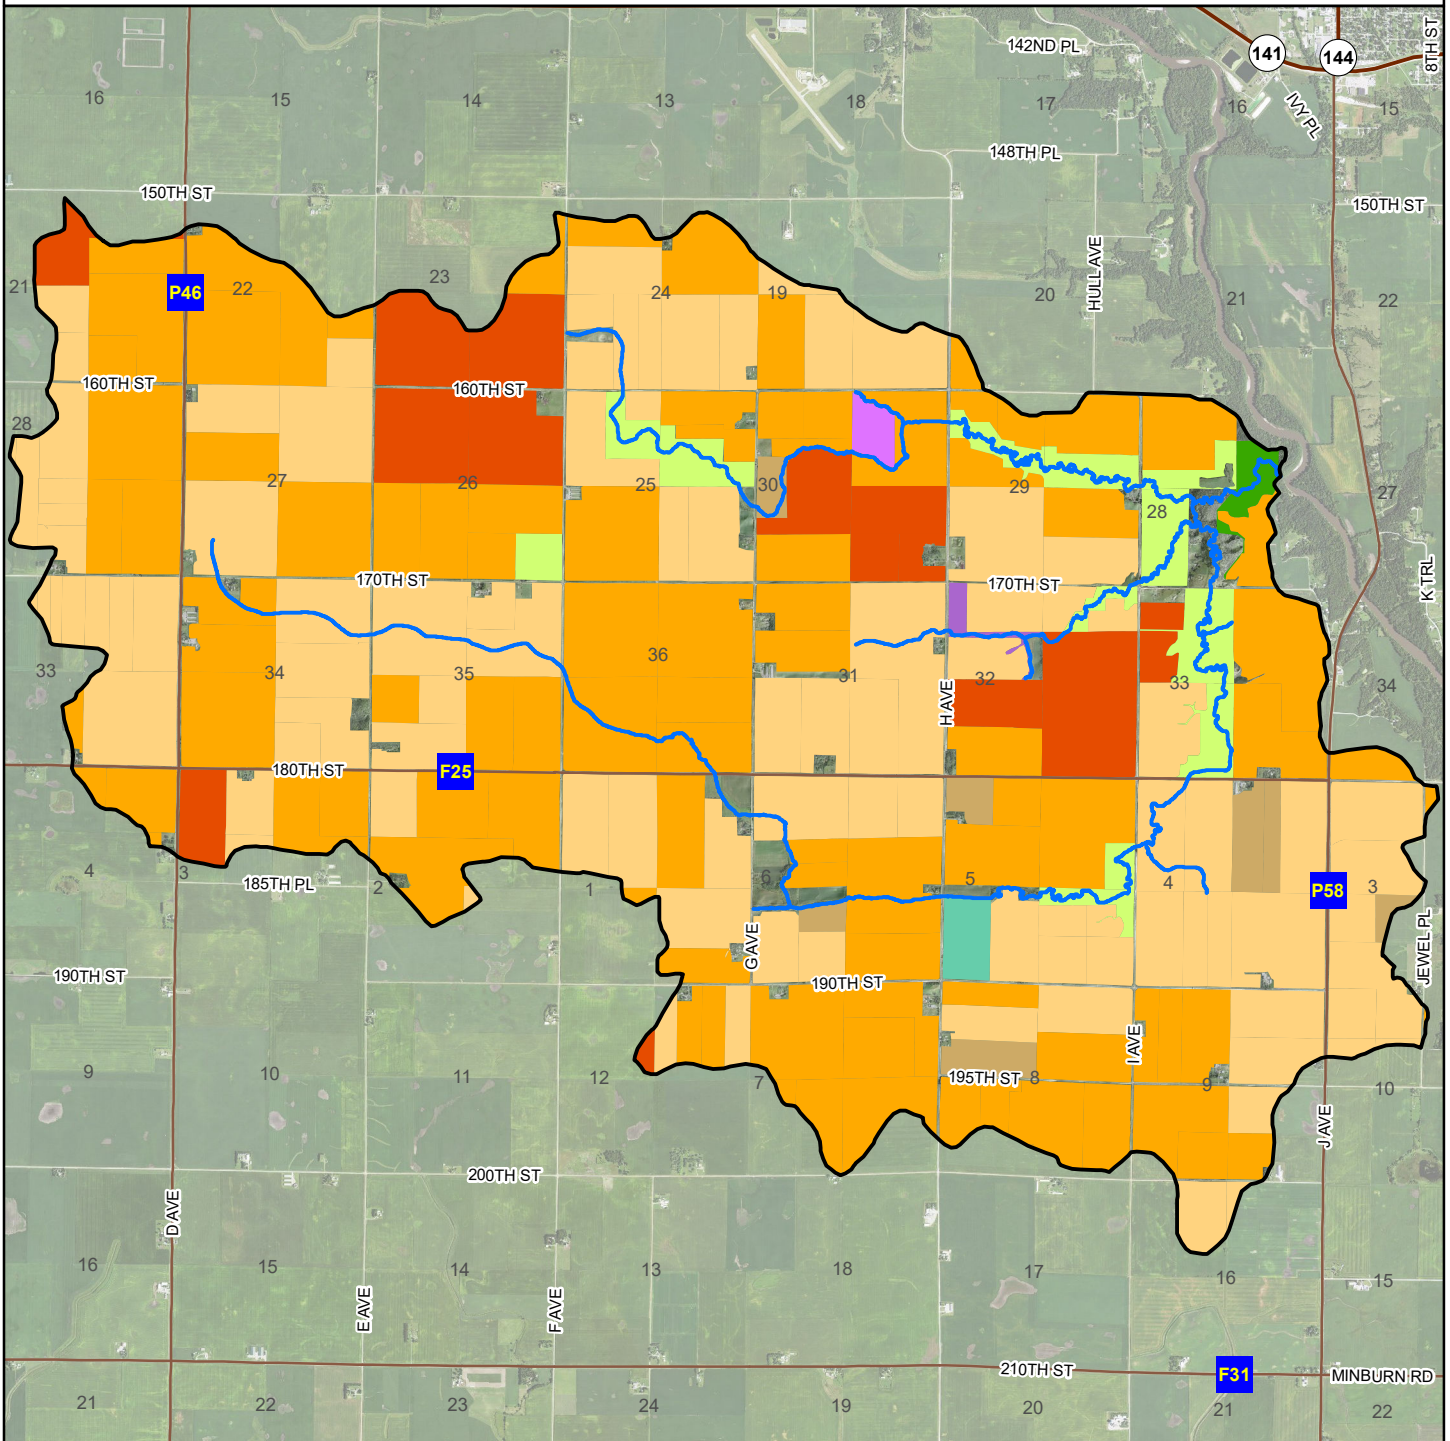 142ND PL
141
144
8TH ST
16
15
14
13
18
17
16
IVY PL
15
148TH PL
150TH ST
150TH ST
HULL AVE
21
P46
22
23
24
19
20
21
22
160TH ST
160TH ST
28
27
26
25
30
29
28
27
170TH ST
170TH ST
K TRL
33
34
35
36
31
32
33
34
H AVE
180TH ST
F25
4
3
185TH PL
2
1
6
5
4
P58
3
G AVE
JEWEL PL
190TH ST
190TH ST
I AVE
9
10
11
12
7
195TH ST
8
9
10
J AVE
200TH ST
D AVE
16
15
14
13
18
17
16
15
E AVE
F AVE
210TH ST
F31
MINBURN RD
21
22
23
24
19
20
21
22